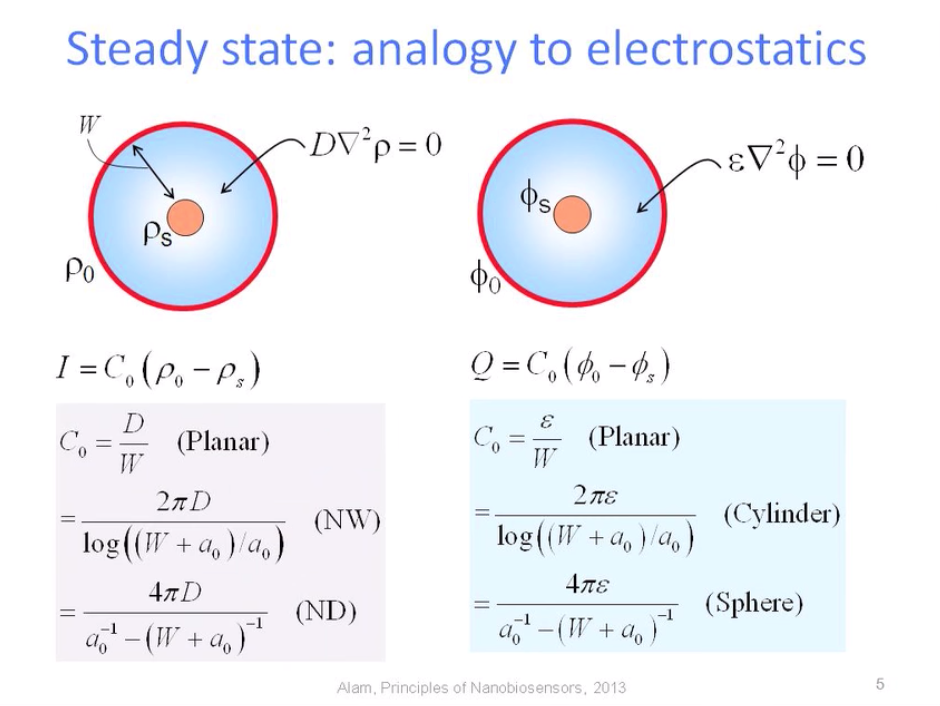 Steady state: analogy to electrostatics
W
D∇²ρ = 0
ρs
ρ0
ε∇²ϕ = 0
ϕs
ϕ0
I = C₀(ρ₀ − ρₛ)
C₀ = D/W (Planar)
= 2πD / log((W + a₀)/a₀) (NW)
= 4πD / a₀⁻¹ − (W + a₀)⁻¹ (ND)
Q = C₀(ϕ₀ − ϕₛ)
C₀ = ε/W (Planar)
= 2πε / log((W + a₀)/a₀) (Cylinder)
= 4πε / a₀⁻¹ − (W + a₀)⁻¹ (Sphere)
Alam, Principles of Nanobiosensors, 2013
5